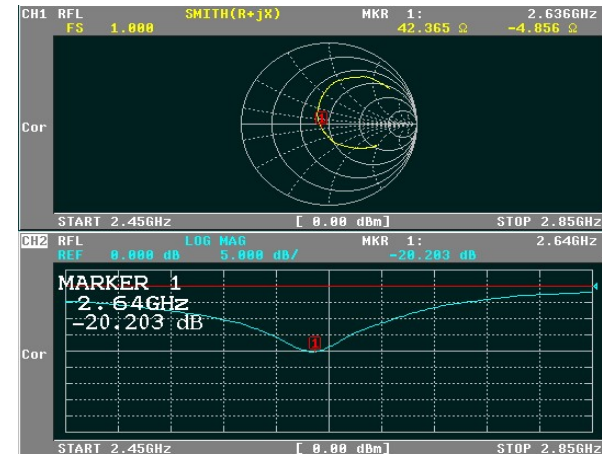 CH1 RFL SMITH(R+jX) MKR 1: 2.636GHz
FS 1.000 42.365 Ω -4.856 Ω
1
Cor
START 2.45GHz [ 0.00 dBm] STOP 2.85GHz
CH2 RFL LOG MAG MKR 1: 2.64GHz
REF 0.000 dB 5.000 dB/ -20.203 dB
MARKER 1
2.64GHz
-20.203 dB
1
Cor
START 2.45GHz [ 0.00 dBm] STOP 2.85GHz